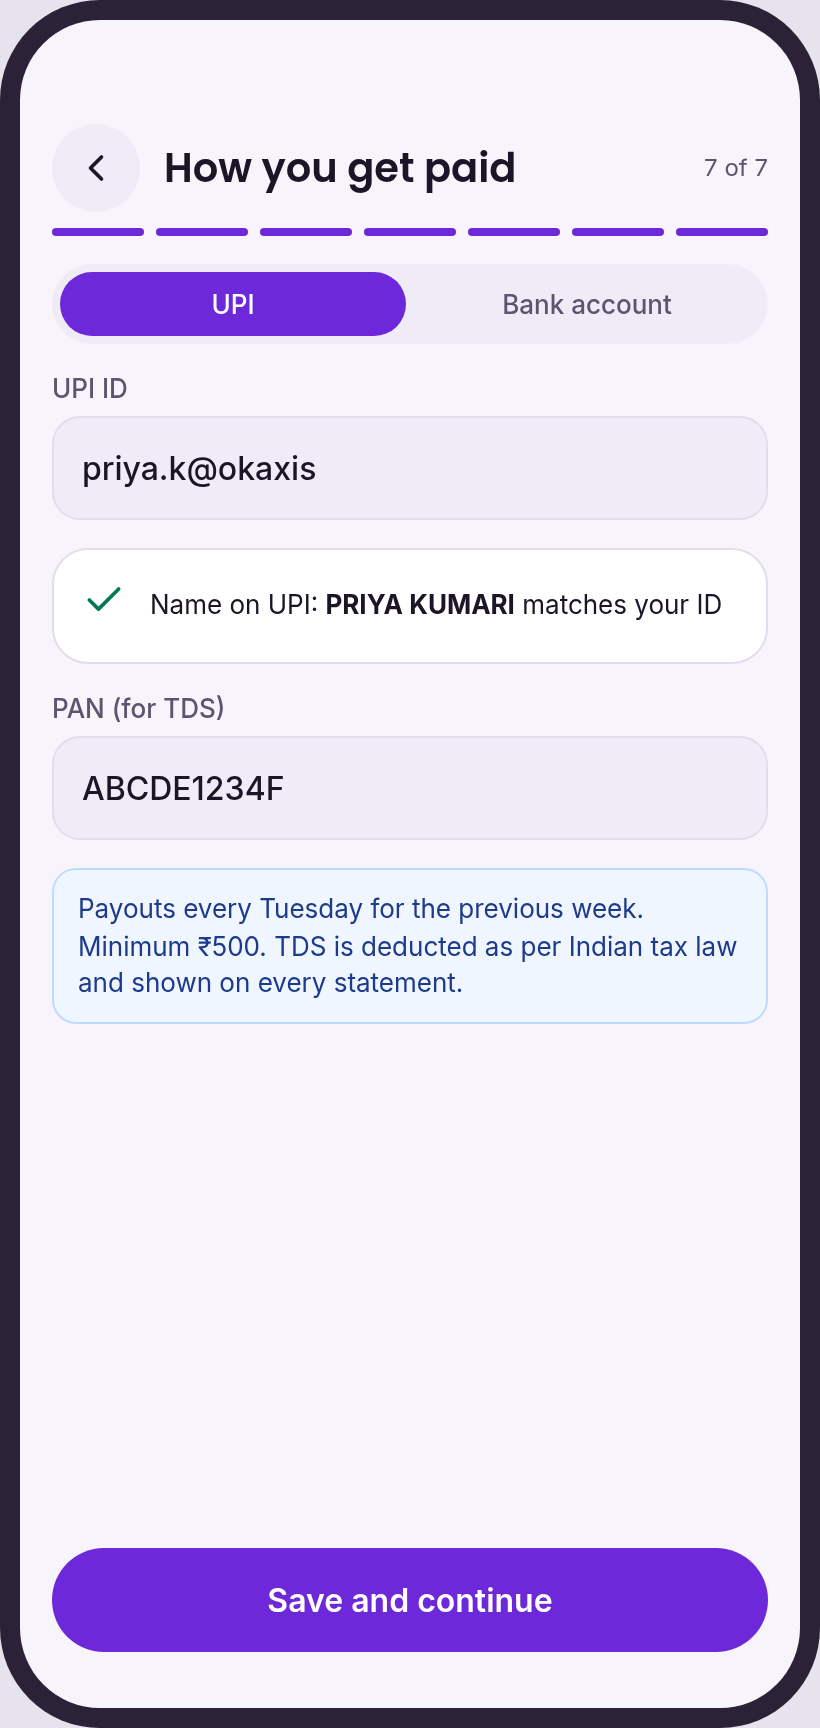 How you get paid
7 of 7
UPI
Bank account
UPI ID
priya.k@okaxis
Name on UPI: PRIYA KUMARI matches your ID
PAN (for TDS)
ABCDE1234F
Payouts every Tuesday for the previous week.
Minimum ₹500. TDS is deducted as per Indian tax law
and shown on every statement.
Save and continue